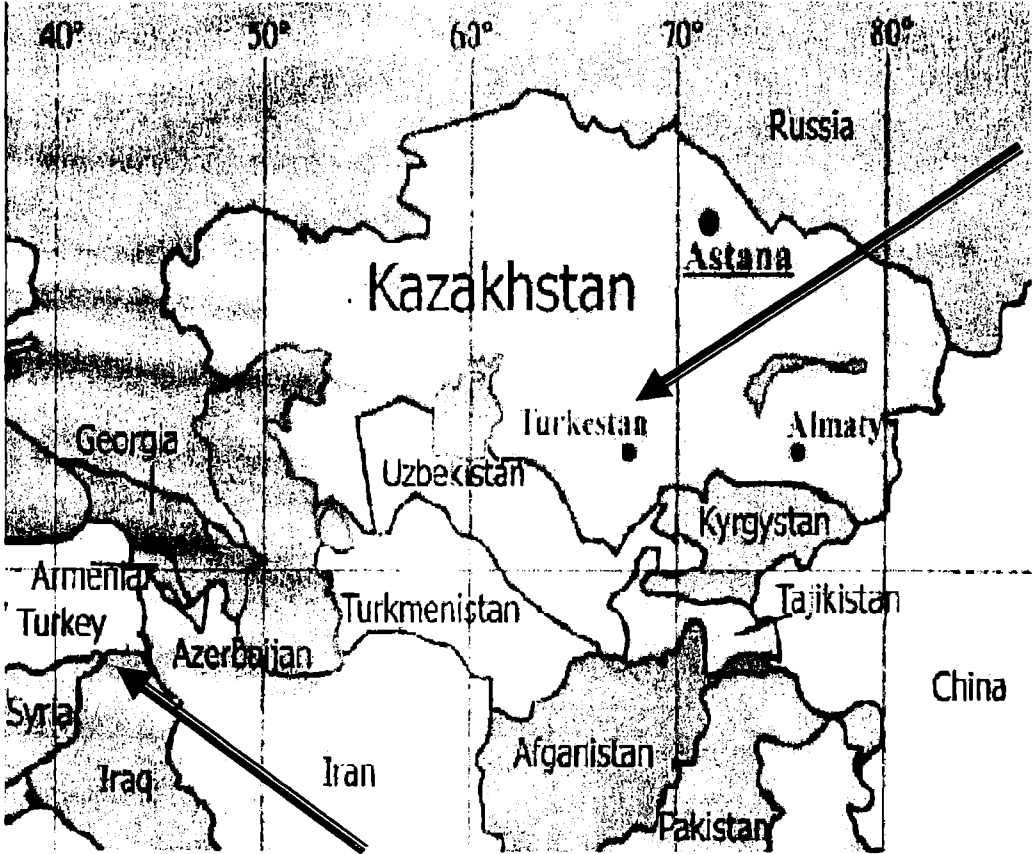 40° 50° 60° 70° 80°
Russia
Astana
Kazakhstan
Turkestan Almaty
Georgia
Uzbekistan
Kyrgystan
Armenia
Turkmenistan Tajikistan
Turkey
Azerbaijan
China
Syria
Afganistan
Iraq Iran
Pakistan